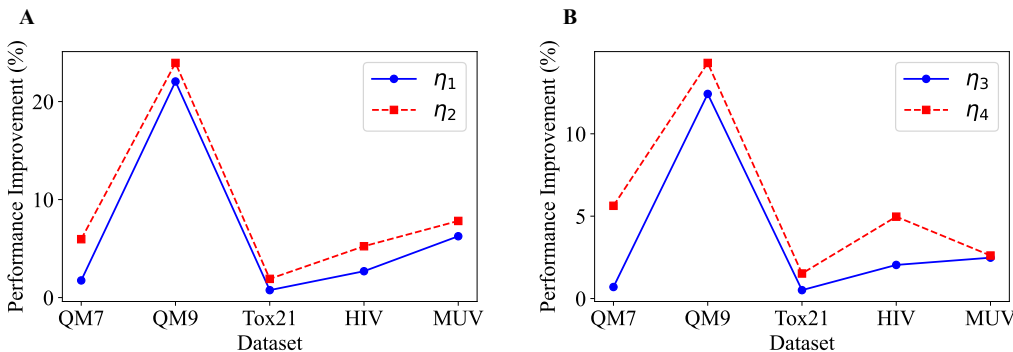 A
Performance Improvement (%)
20
10
0
η1
η2
QM7 QM9 Tox21 HIV MUV
Dataset
B
Performance Improvement (%)
10
5
0
η3
η4
QM7 QM9 Tox21 HIV MUV
Dataset